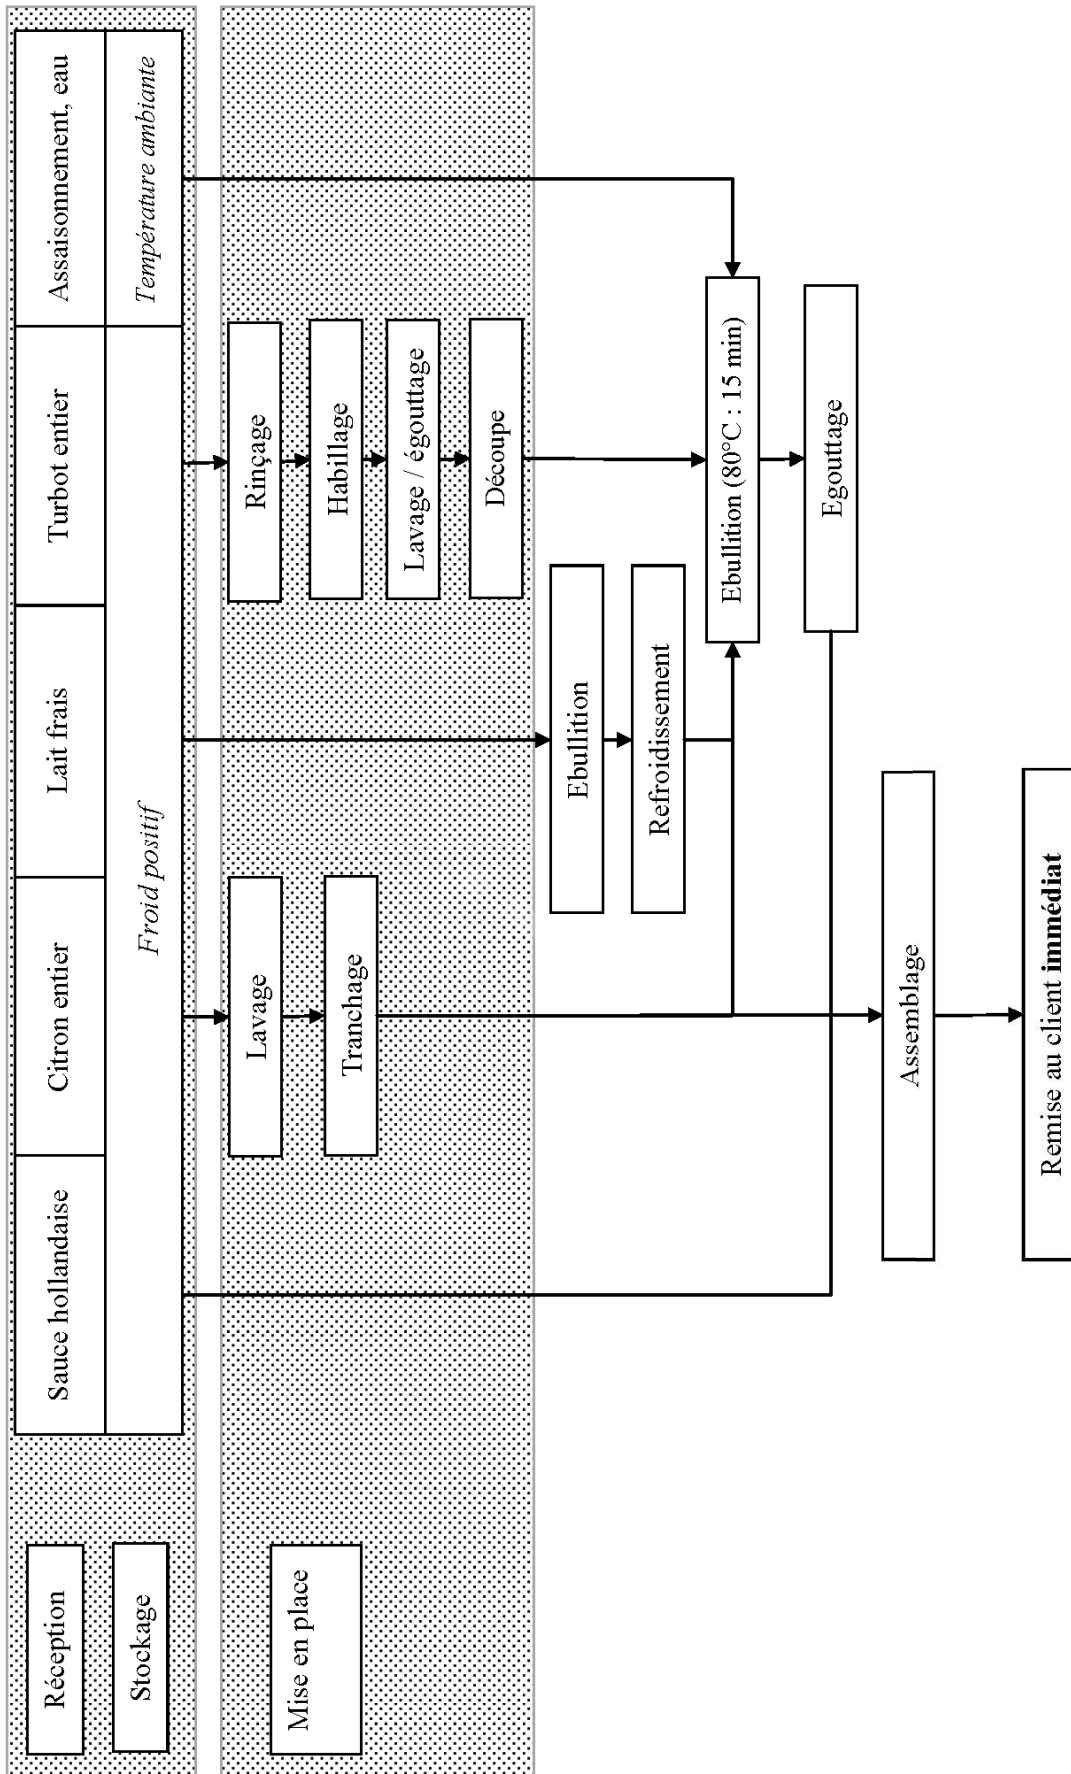 Réception
Sauce hollandaise
Citron entier
Lait frais
Turbot entier
Assaisonnement, eau
Stockage
Froid positif
Température ambiante
Mise en place
Lavage
Tranchage
Rinçage
Habillage
Lavage / égouttage
Découpe
Ebullition
Refroidissement
Ebullition (80°C : 15 min)
Egouttage
Assemblage
Remise au client immédiat